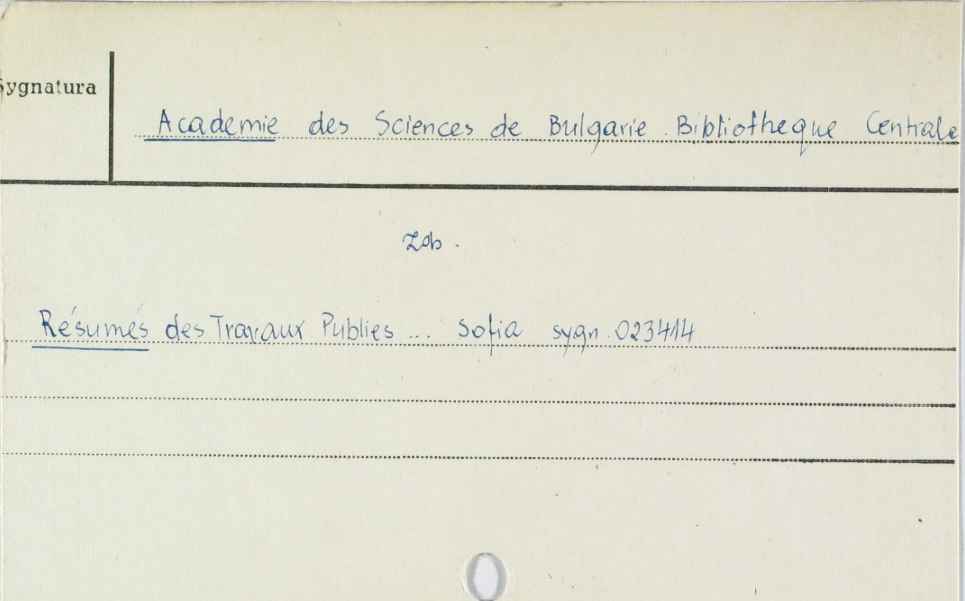 Sygnatura
Academie des Sciences de Bulgarie. Bibliotheque Centrale
Zob.
Résumés des Travaux Publies ... Sofia sygn. 023414